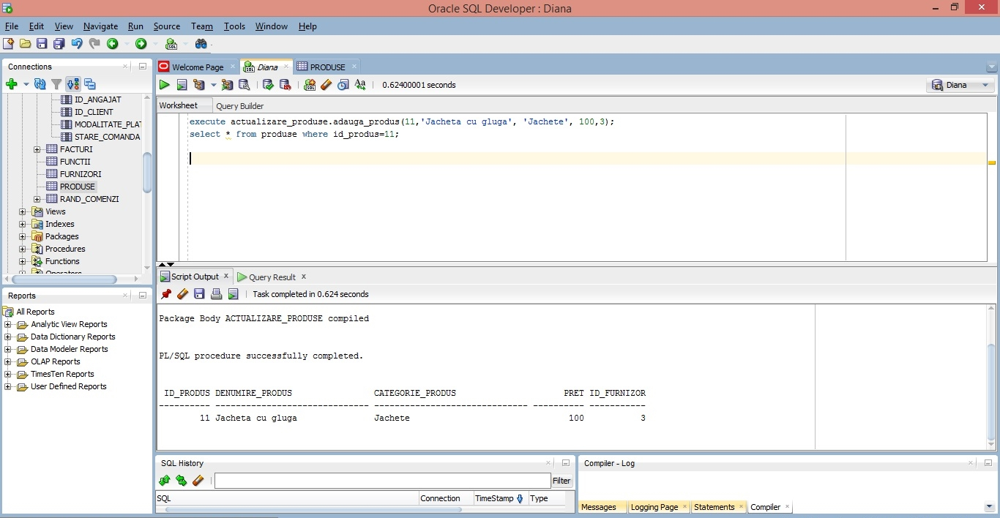 Oracle SQL Developer : Diana
File Edit View Navigate Run Source Team Tools Window Help
Connections
ID_ANGAJAT
ID_CLIENT
MODALITATE_PLAT
STARE_COMANDA
FACTURI
FUNCTII
FURNIZORI
PRODUSE
RAND_COMENZI
Views
Indexes
Packages
Procedures
Functions
Operators
Reports
All Reports
Analytic View Reports
Data Dictionary Reports
Data Modeler Reports
OLAP Reports
TimesTen Reports
User Defined Reports
Welcome Page Diana PRODUSE
0.62400001 seconds Diana
Worksheet Query Builder
execute actualizare_produse.adauga_produs(11,'Jacheta cu gluga', 'Jachete', 100,3);
select * from produse where id_produs=11;
Script Output x Query Result x
Task completed in 0.624 seconds
Package Body ACTUALIZARE_PRODUSE compiled
PL/SQL procedure successfully completed.
ID_PRODUS DENUMIRE_PRODUS CATEGORIE_PRODUS PRET ID_FURNIZOR
---------- ------------------------------ ------------------------------ ---------- -----------
11 Jacheta cu gluga Jachete 100 3
SQL History
Filter
SQL Connection TimeStamp Type
Compiler - Log
Messages Logging Page Statements Compiler